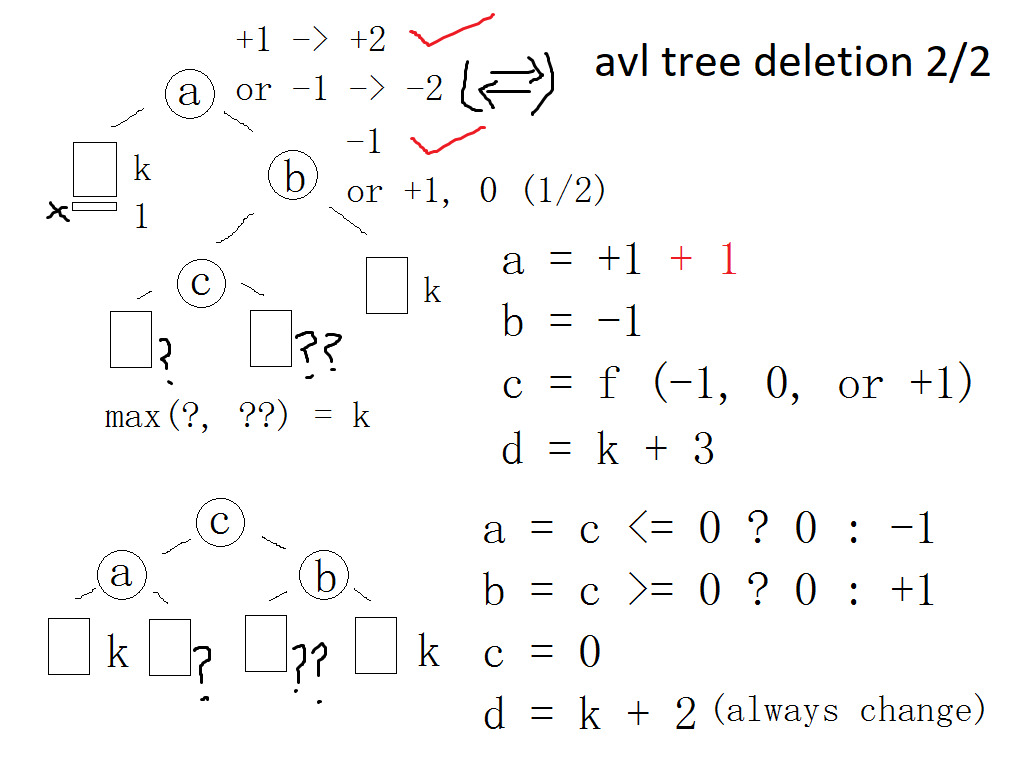 avl tree deletion 2/2
+1 -> +2
a or -1 -> -2 (⇌)
k
× 1
b -1
or +1, 0 (1/2)
c
k
? ??
max(?, ??) = k
a = +1 + 1
b = -1
c = f (-1, 0, or +1)
d = k + 3
c
a b
k ? ?? k
a = c <= 0 ? 0 : -1
b = c >= 0 ? 0 : +1
c = 0
d = k + 2 (always change)